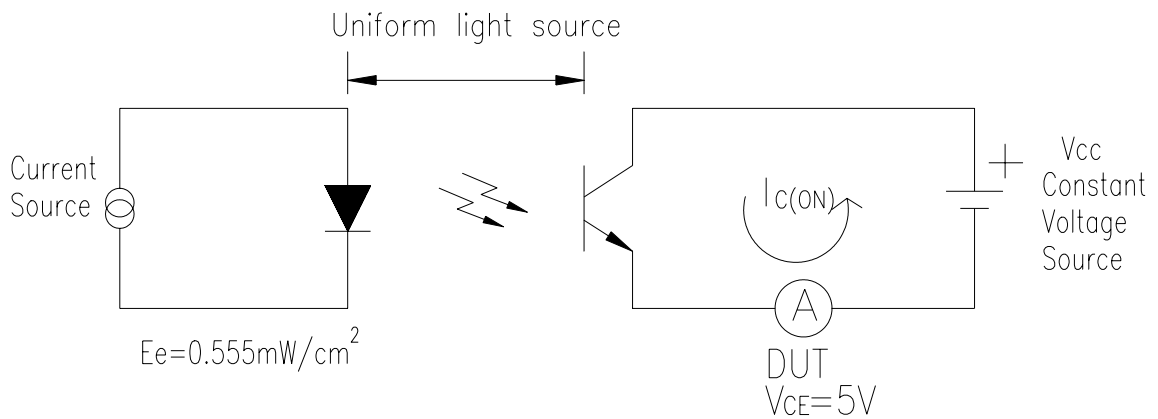 Uniform light source
Current
Source
IC(ON)
+
Vcc
Constant
Voltage
Source
A
Ee=0.555mW/cm²
DUT
VCE=5V